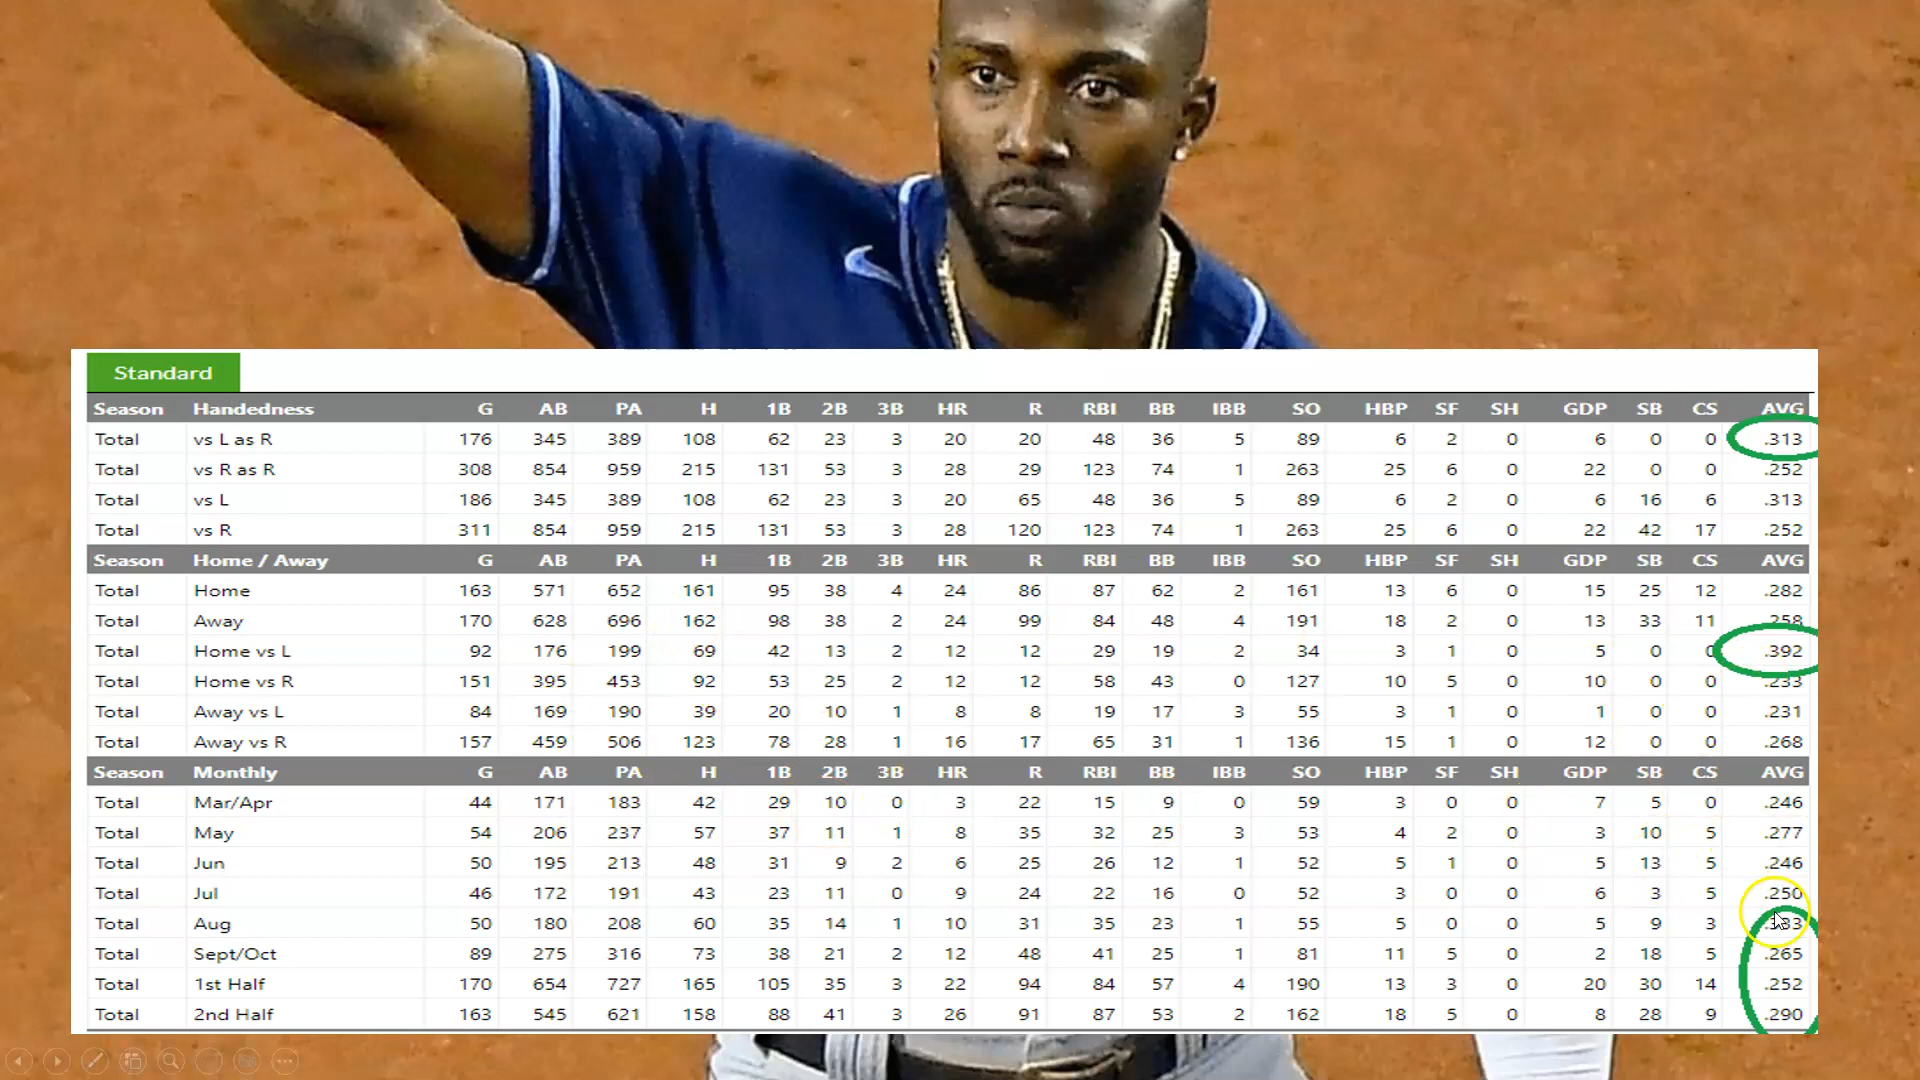 Standard
Season Handedness G AB PA H 1B 2B 3B HR R RBI BB IBB SO HBP SF SH GDP SB CS AVG
Total vs L as R 176 345 389 108 62 23 3 20 20 48 36 5 89 6 2 0 6 0 0 .313
Total vs R as R 308 854 959 215 131 53 3 28 29 123 74 1 263 25 6 0 22 0 0 .252
Total vs L 186 345 389 108 62 23 3 20 65 48 36 5 89 6 2 0 6 16 6 .313
Total vs R 311 854 959 215 131 53 3 28 120 123 74 1 263 25 6 0 22 42 17 .252
Season Home / Away G AB PA H 1B 2B 3B HR R RBI BB IBB SO HBP SF SH GDP SB CS AVG
Total Home 163 571 652 161 95 38 4 24 86 87 62 2 161 13 6 0 15 25 12 .282
Total Away 170 628 696 162 98 38 2 24 99 84 48 4 191 18 2 0 13 33 11 .258
Total Home vs L 92 176 199 69 42 13 2 12 12 29 19 2 34 3 1 0 5 0 0 .392
Total Home vs R 151 395 453 92 53 25 2 12 12 58 43 0 127 10 5 0 10 0 0 .233
Total Away vs L 84 169 190 39 20 10 1 8 8 19 17 3 55 3 1 0 1 0 0 .231
Total Away vs R 157 459 506 123 78 28 1 16 17 65 31 1 136 15 1 0 12 0 0 .268
Season Monthly G AB PA H 1B 2B 3B HR R RBI BB IBB SO HBP SF SH GDP SB CS AVG
Total Mar/Apr 44 171 183 42 29 10 0 3 22 15 9 0 59 3 0 0 7 5 0 .246
Total May 54 206 237 57 37 11 1 8 35 32 25 3 53 4 2 0 3 10 5 .277
Total Jun 50 195 213 48 31 9 2 6 25 26 12 1 52 5 1 0 5 13 5 .246
Total Jul 46 172 191 43 23 11 0 9 24 22 16 0 52 3 0 0 6 3 5 .250
Total Aug 50 180 208 60 35 14 1 10 31 35 23 1 55 5 0 0 5 9 3 .333
Total Sept/Oct 89 275 316 73 38 21 2 12 48 41 25 1 81 11 5 0 2 18 5 .265
Total 1st Half 170 654 727 165 105 35 3 22 94 84 57 4 190 13 3 0 20 30 14 .252
Total 2nd Half 163 545 621 158 88 41 3 26 91 87 53 2 162 18 5 0 8 28 9 .290